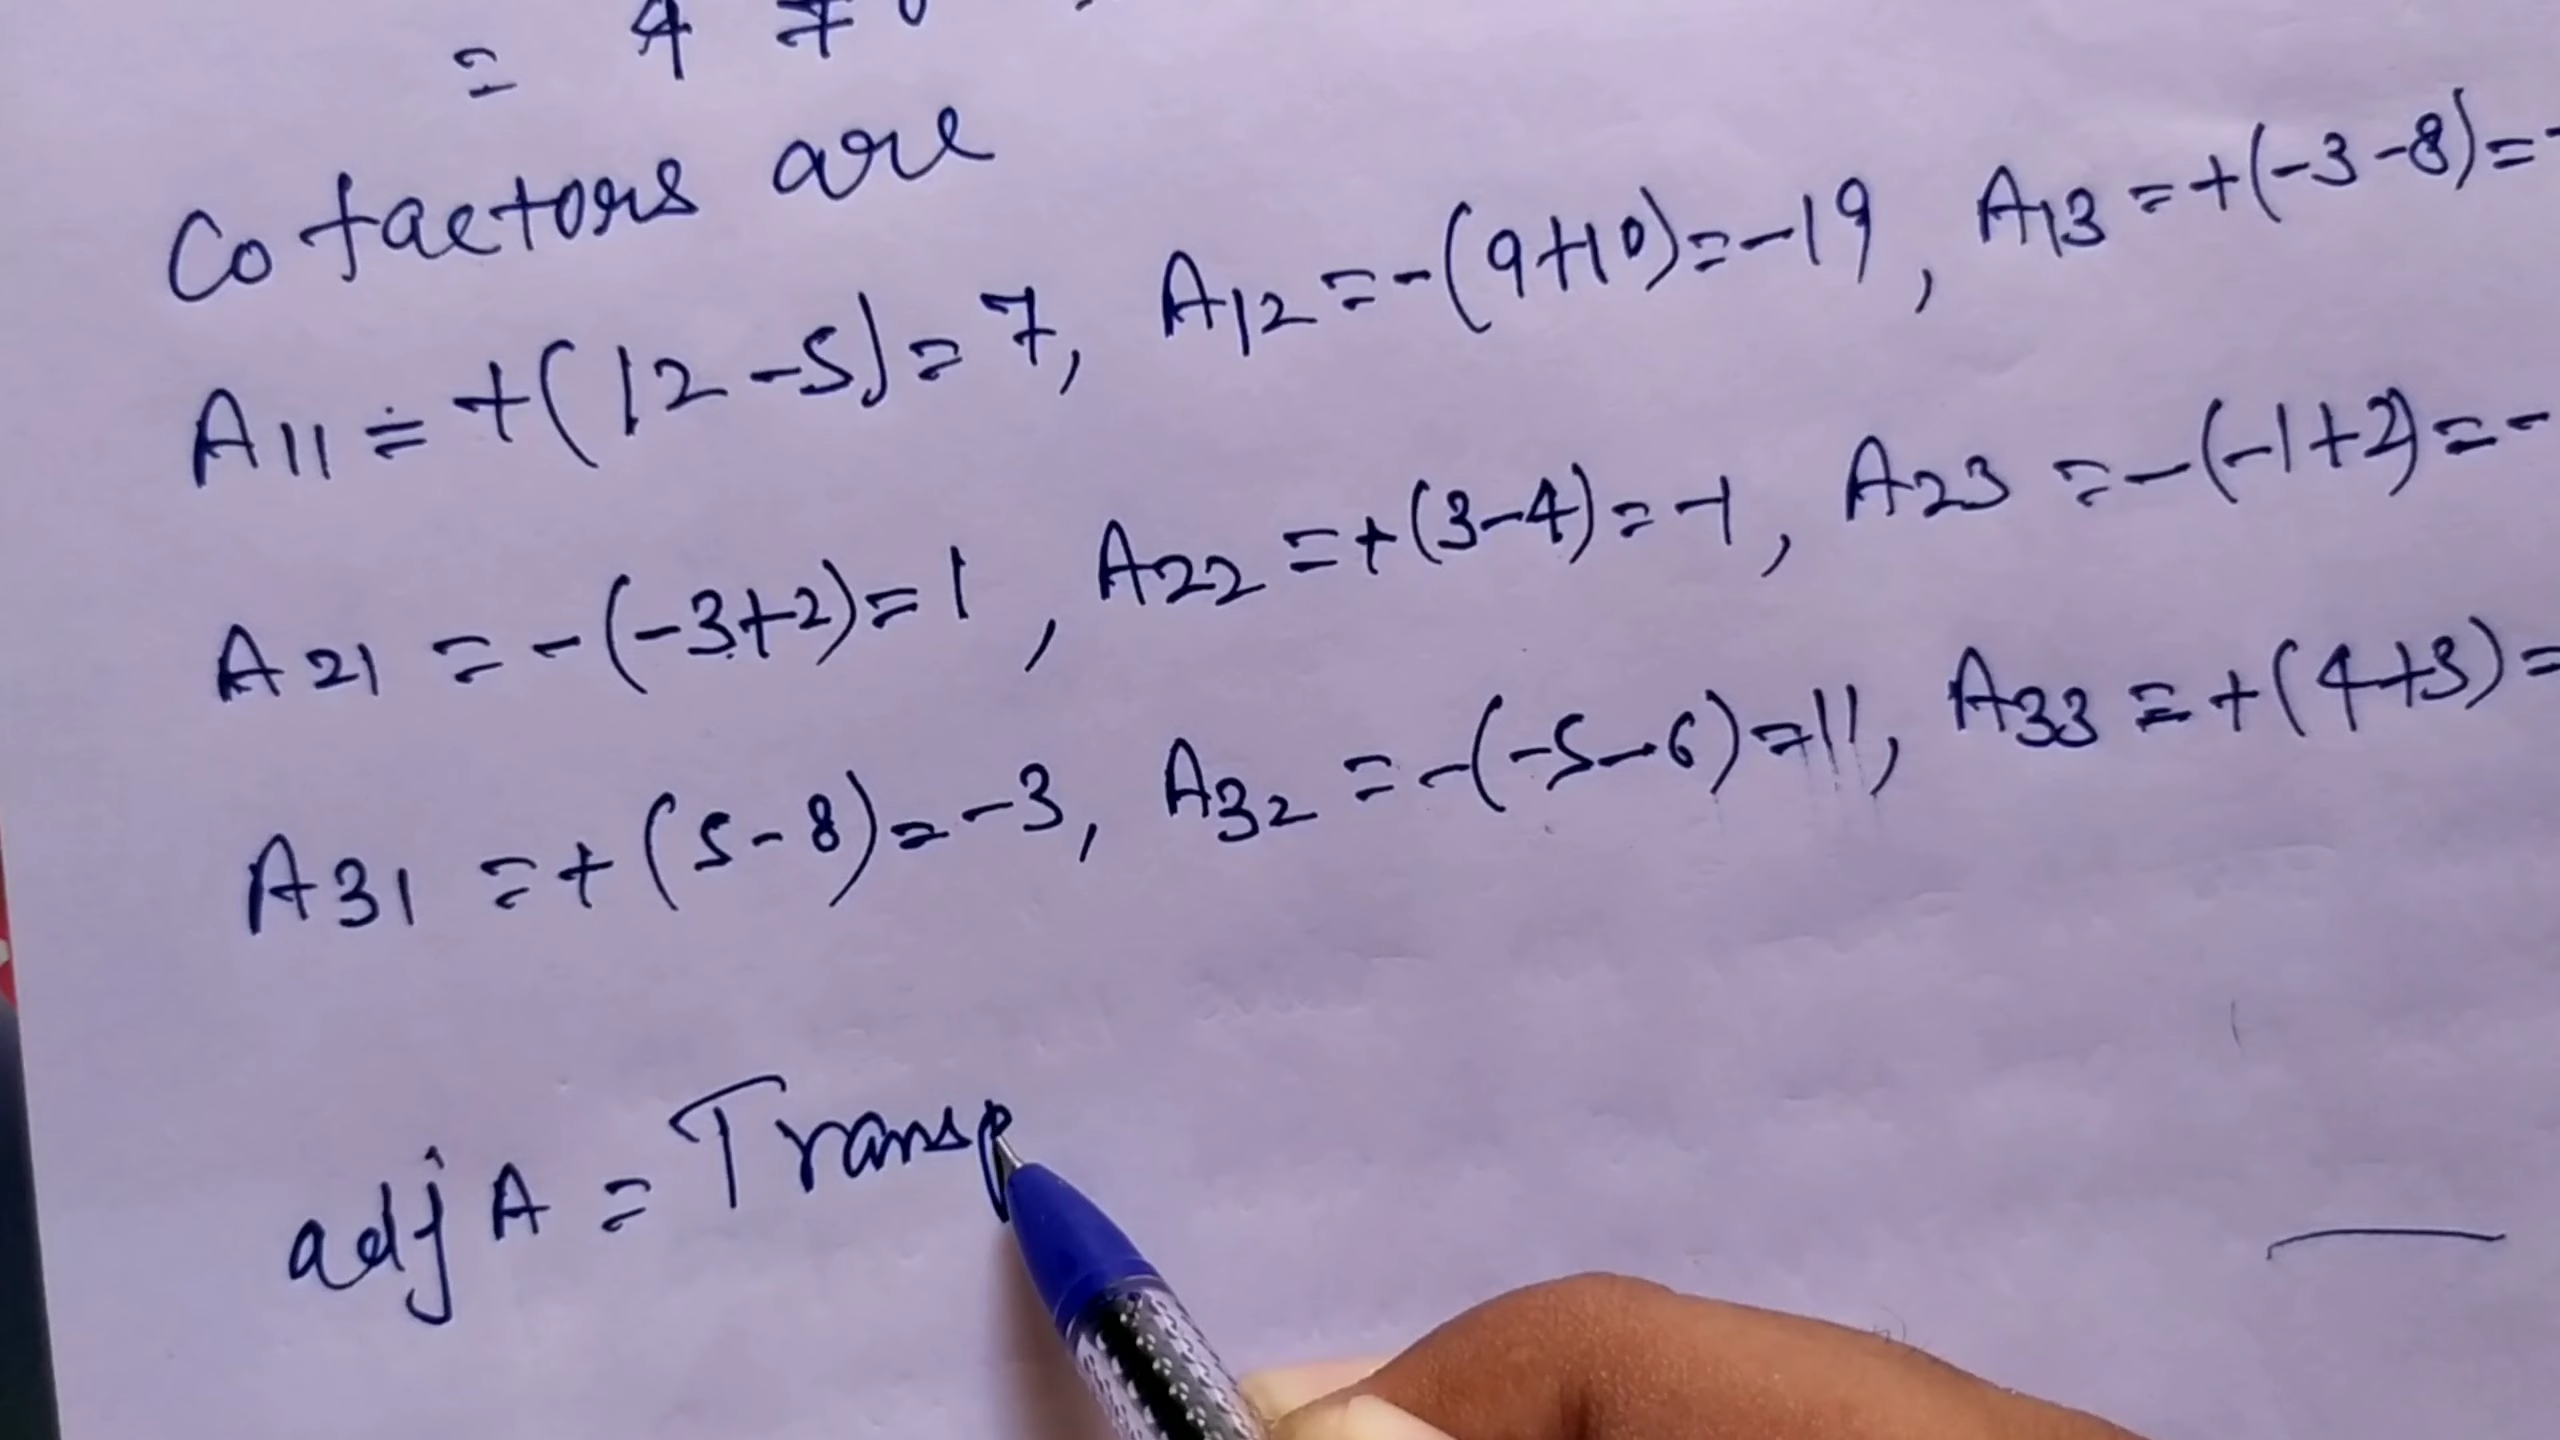 = 4 ≠ 0
Cofactors are
A11 = +(12-5) = 7, A12 = -(9+10) = -19, A13 = +(-3-8) = -
A21 = -(-3+2) = 1, A22 = +(3-4) = -1, A23 = -(-1+2) = -
A31 = +(5-8) = -3, A32 = -(-5-6) = 11, A33 = +(4+3) =
adj A = Transp